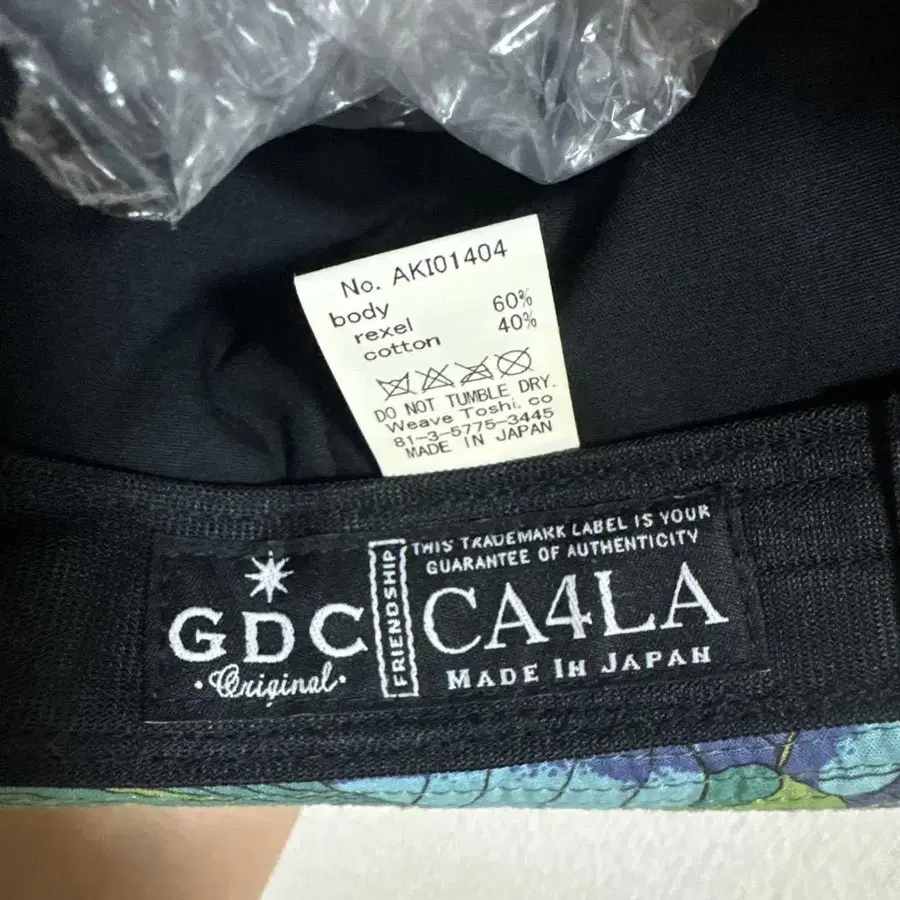 No. AKI01404
body
rexel 60%
cotton 40%
DO NOT TUMBLE DRY.
Weave Toshi. co
81-3-5775-3445
MADE IN JAPAN
GDC
Original
FRIENDSHIP
THIS TRADEMARK LABEL IS YOUR
GUARANTEE OF AUTHENTICITY
CA4LA
MADE IN JAPAN